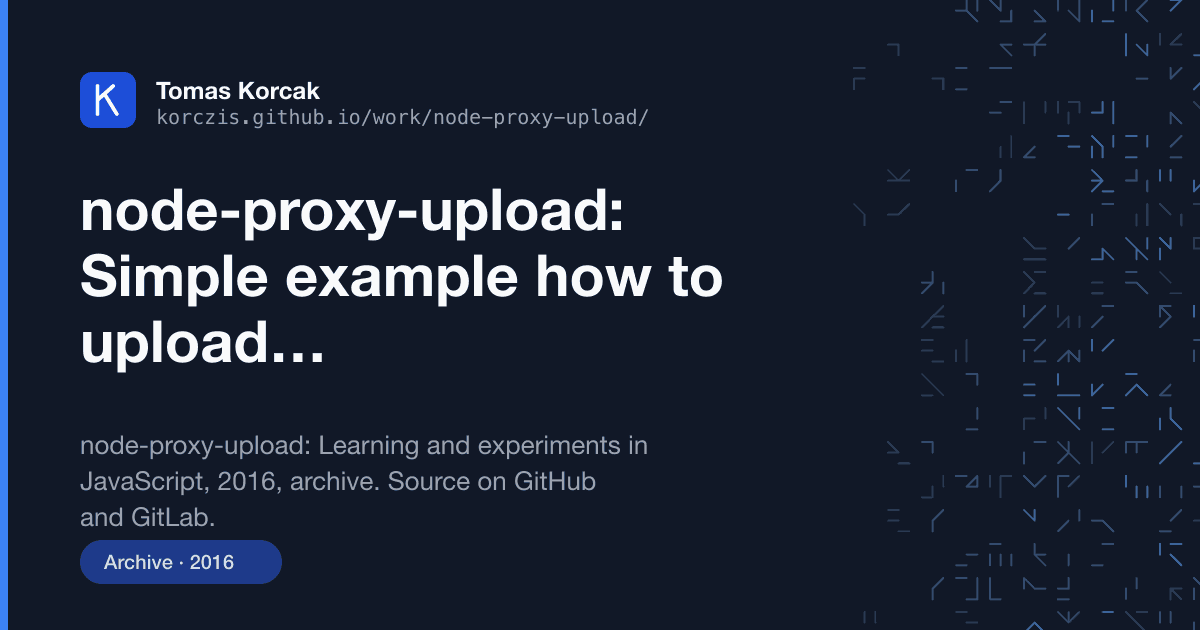 K
Tomas Korcak
korczis.github.io/work/node-proxy-upload/
node-proxy-upload:
Simple example how to
upload...
node-proxy-upload: Learning and experiments in
JavaScript, 2016, archive. Source on GitHub
and GitLab.
Archive · 2016